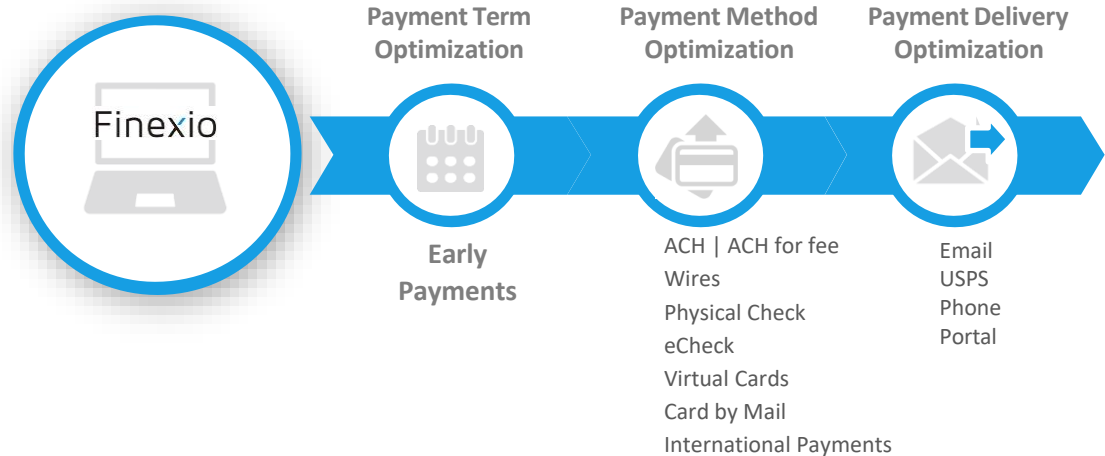 Payment Term
Optimization
Payment Method
Optimization
Payment Delivery
Optimization
Finexio
Early
Payments
ACH | ACH for fee
Wires
Physical Check
eCheck
Virtual Cards
Card by Mail
International Payments
Email
USPS
Phone
Portal